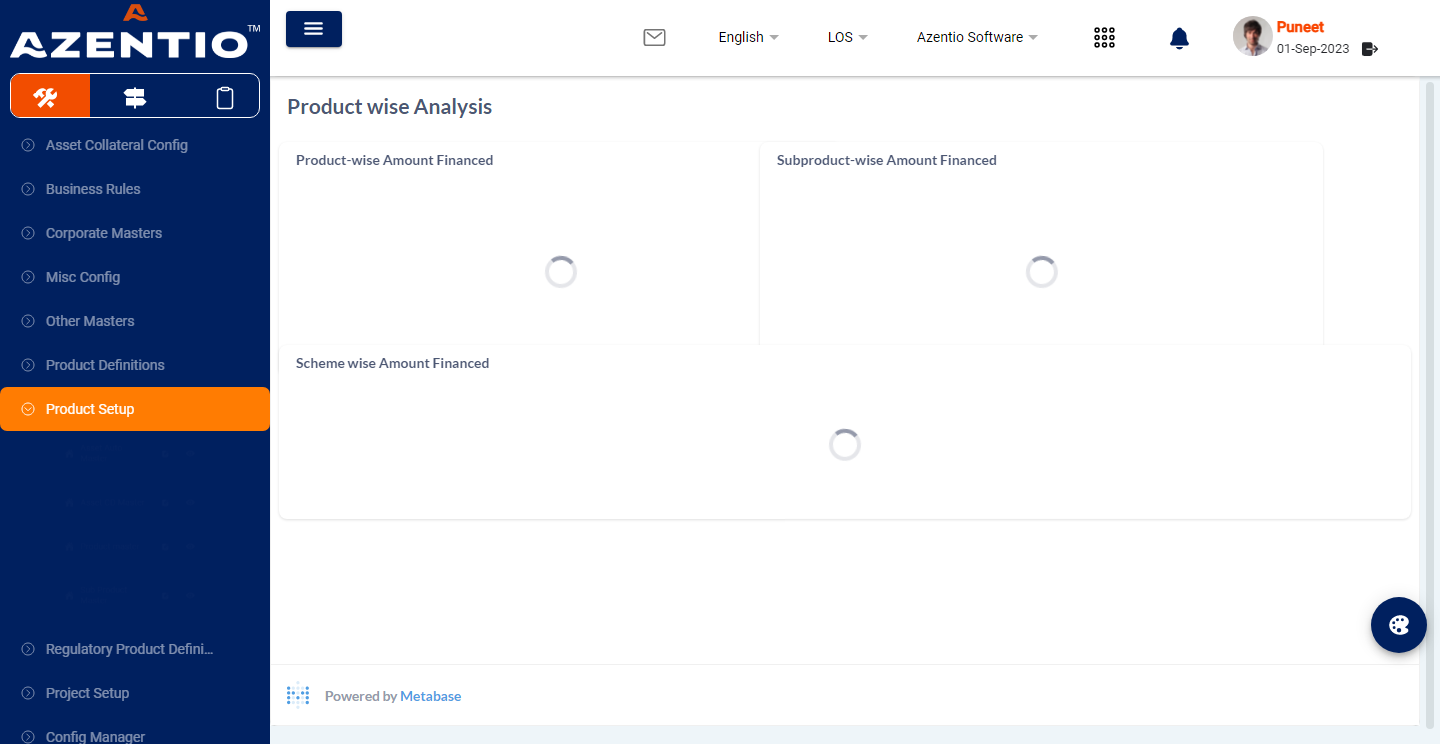 AZENTIO™
Asset Collateral Config
Business Rules
Corporate Masters
Misc Config
Other Masters
Product Definitions
Product Setup
Regulatory Product Defini...
Project Setup
Config Manager
English
LOS
Azentio Software
Puneet
01-Sep-2023
Product wise Analysis
Product-wise Amount Financed
Subproduct-wise Amount Financed
Scheme wise Amount Financed
Powered by Metabase